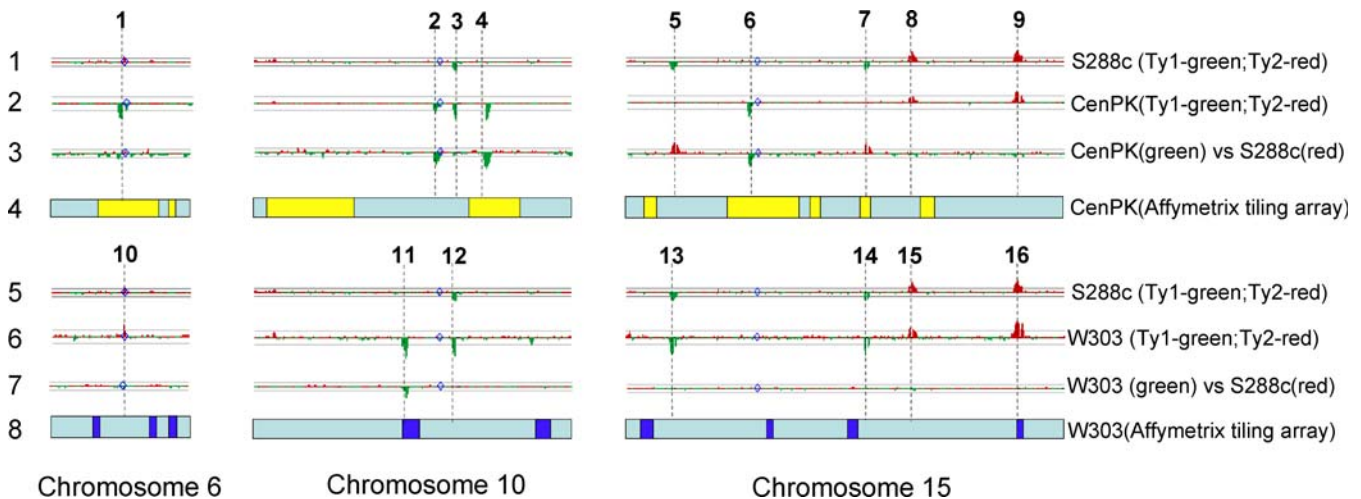 1 2 3 4 5 6 7 8 9
1 S288c (Ty1-green;Ty2-red)
2 CenPK(Ty1-green;Ty2-red)
3 CenPK(green) vs S288c(red)
4 CenPK(Affymetrix tiling array)
10 11 12 13 14 15 16
5 S288c (Ty1-green;Ty2-red)
6 W303 (Ty1-green;Ty2-red)
7 W303 (green) vs S288c(red)
8 W303(Affymetrix tiling array)
Chromosome 6 Chromosome 10 Chromosome 15